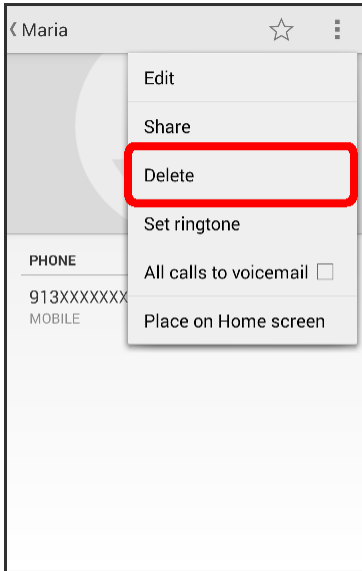 Maria
Edit
Share
Delete
Set ringtone
All calls to voicemail
Place on Home screen
PHONE
913XXXXXXX
MOBILE